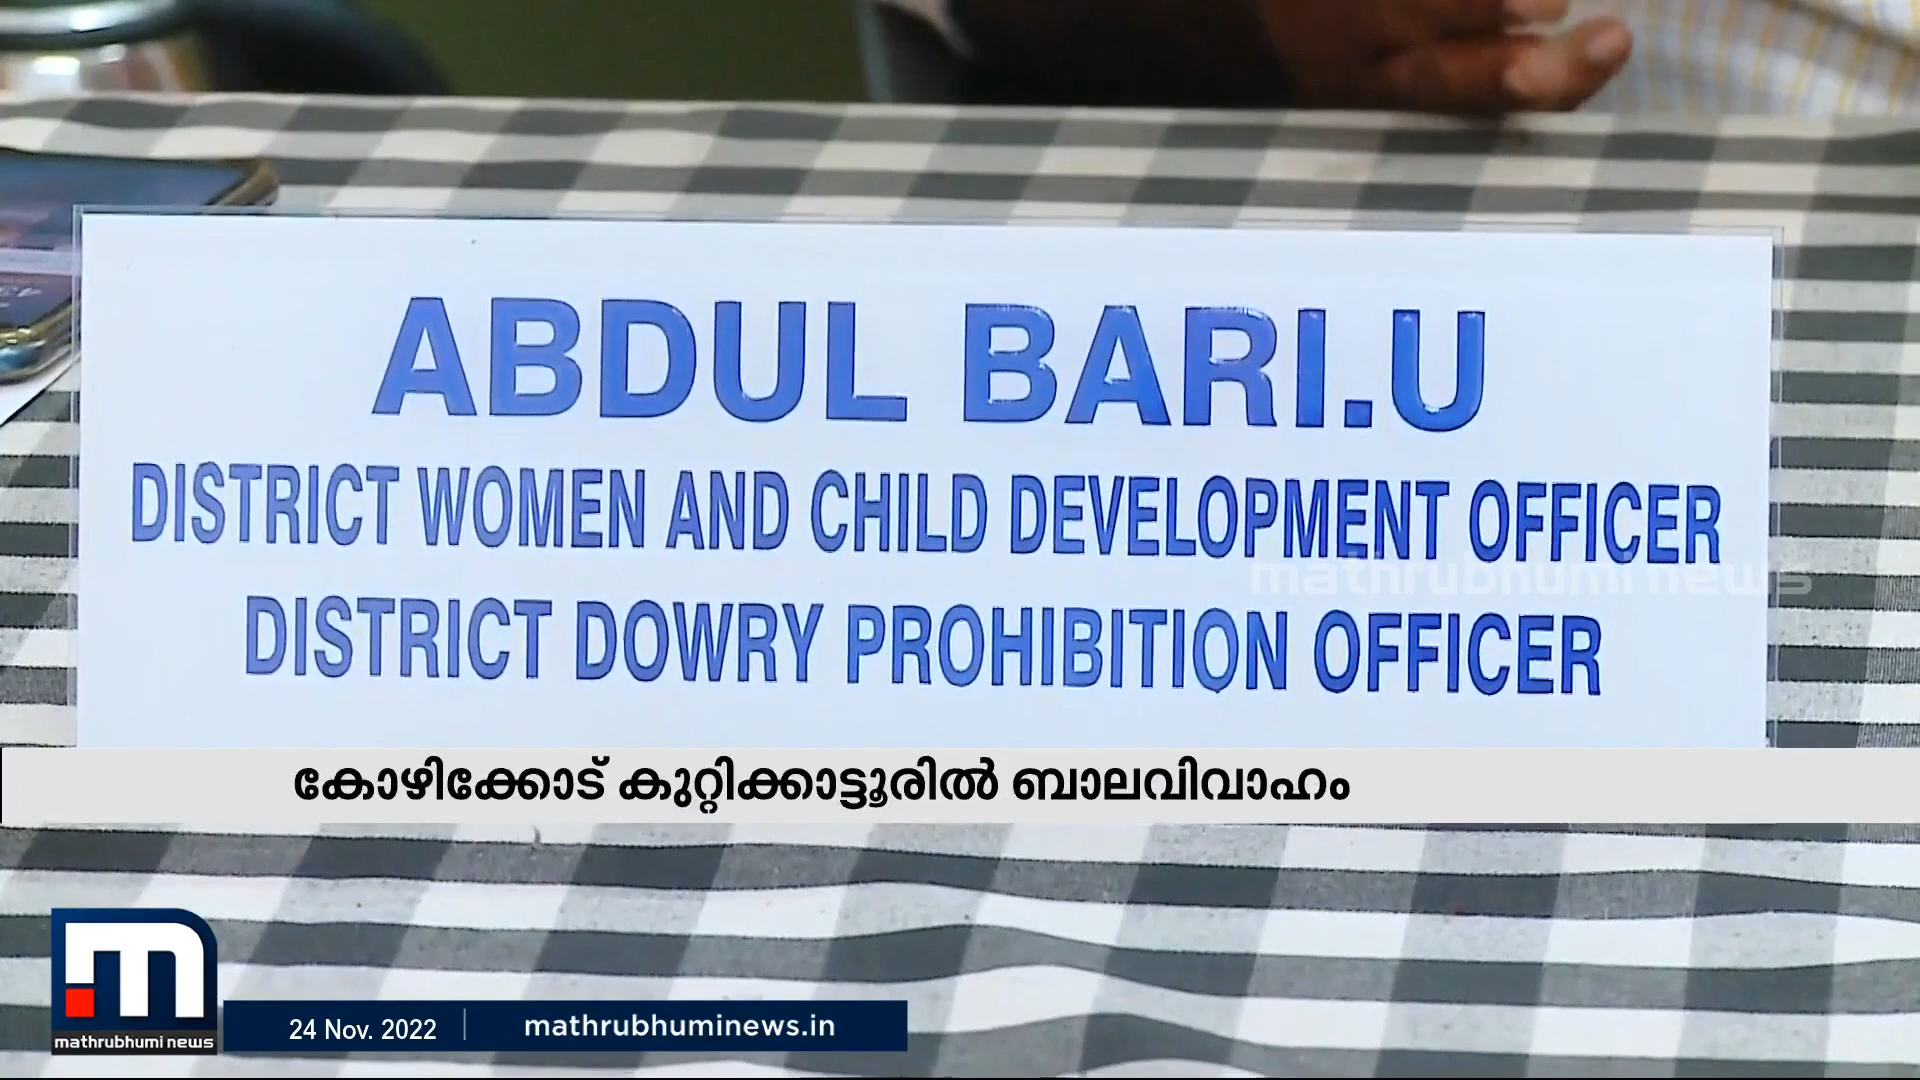 ABDUL BARI.U
DISTRICT WOMEN AND CHILD DEVELOPMENT OFFICER
mathrubhumi news
DISTRICT DOWRY PROHIBITION OFFICER
കോഴിക്കോട് കുറ്റിക്കാട്ടൂരിൽ ബാലവിവാഹം
mathrubhumi news
24 Nov. 2022
mathrubhuminews.in